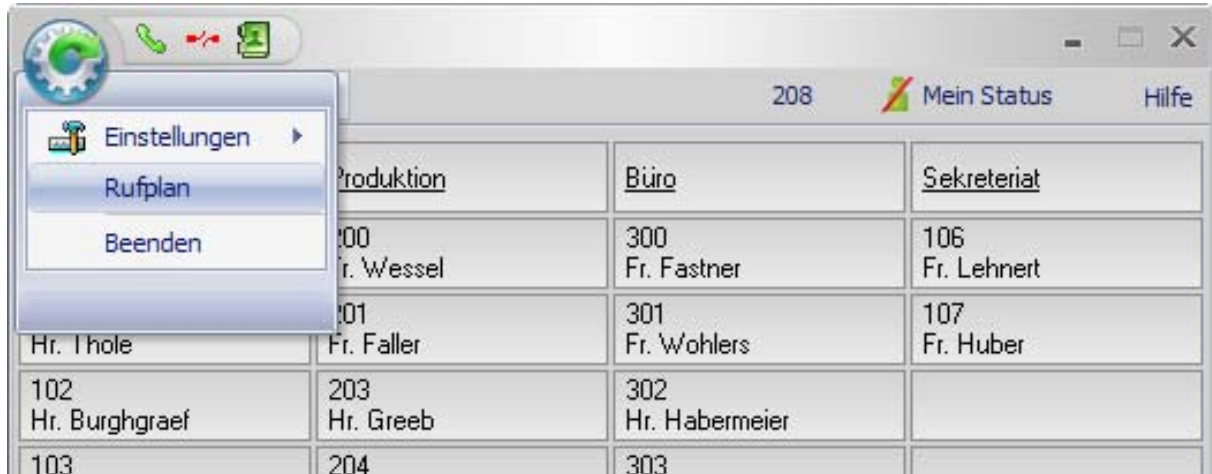 208 Mein Status Hilfe
Einstellungen
Rufplan
Beenden
Produktion Büro Sekreteriat
200 300 106
Fr. Wessel Fr. Fastner Fr. Lehnert
201 301 107
Hr. Thole Fr. Faller Fr. Wohlers Fr. Huber
102 203 302
Hr. Burghgraef Hr. Greeb Hr. Habermeier
103 204 303